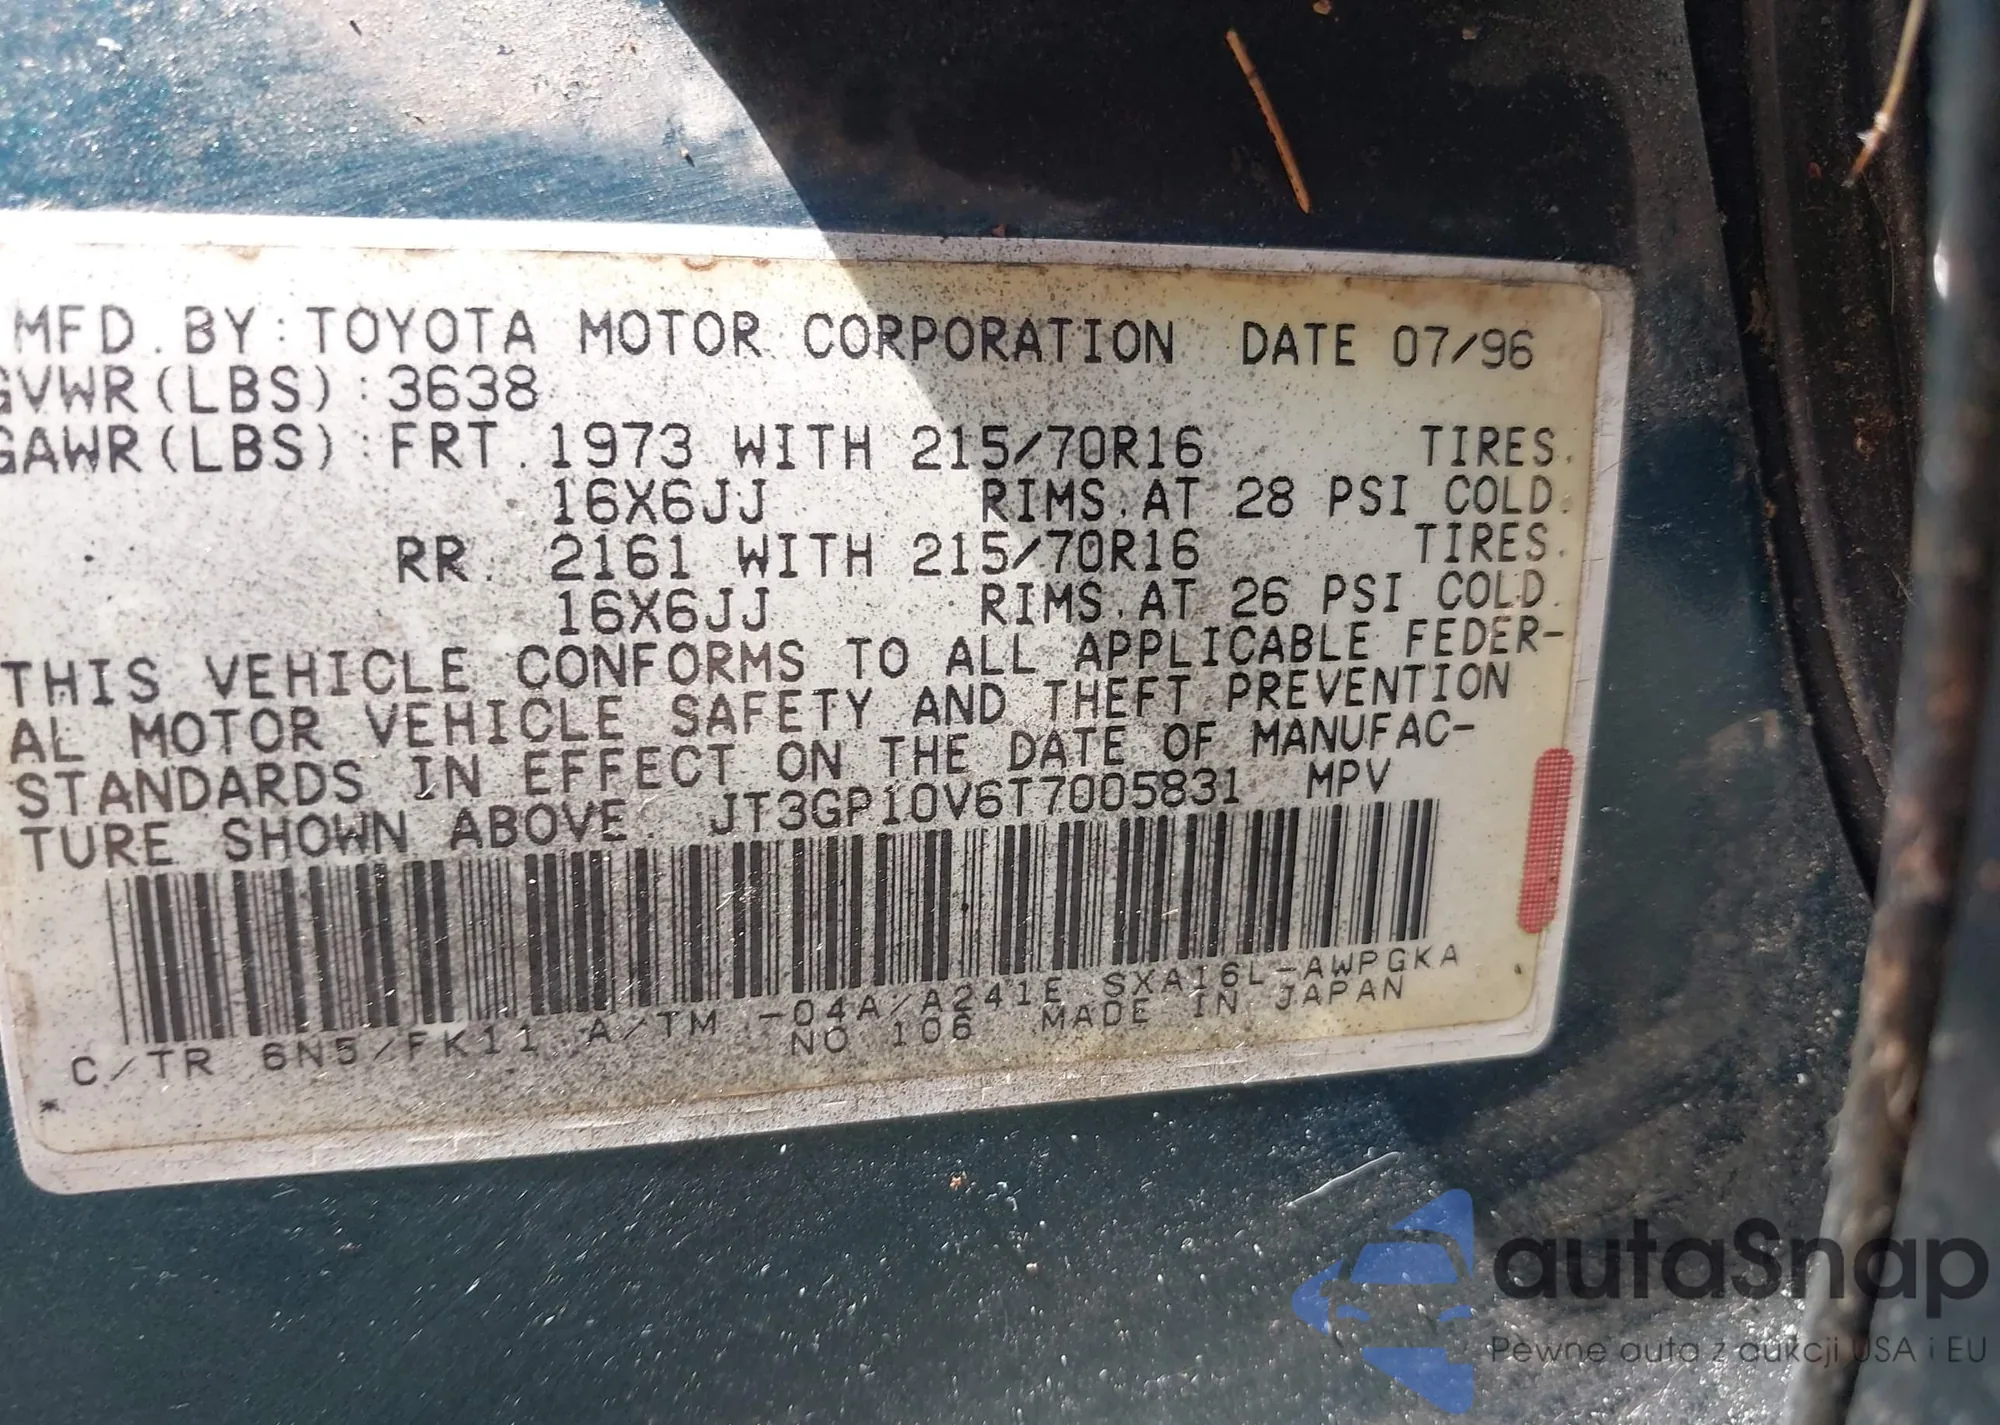 MFD. BY: TOYOTA MOTOR CORPORATION DATE 07/96
GVWR(LBS): 3638
GAWR(LBS): FRT. 1973 WITH 215/70R16 TIRES.
16X6JJ RIMS. AT 28 PSI COLD.
RR. 2161 WITH 215/70R16 TIRES.
16X6JJ RIMS. AT 26 PSI COLD.
THIS VEHICLE CONFORMS TO ALL APPLICABLE FEDER-
AL MOTOR VEHICLE SAFETY AND THEFT PREVENTION
STANDARDS IN EFFECT ON THE DATE OF MANUFAC-
TURE SHOWN ABOVE. JT3GP10V6T7005831 MPV
C/TR 6N5/FK11 A/TM -04A/A241E SXA16L-AWPGKA
NO 106 MADE IN JAPAN
autaSnap
Pewne auta z aukcji USA i EU